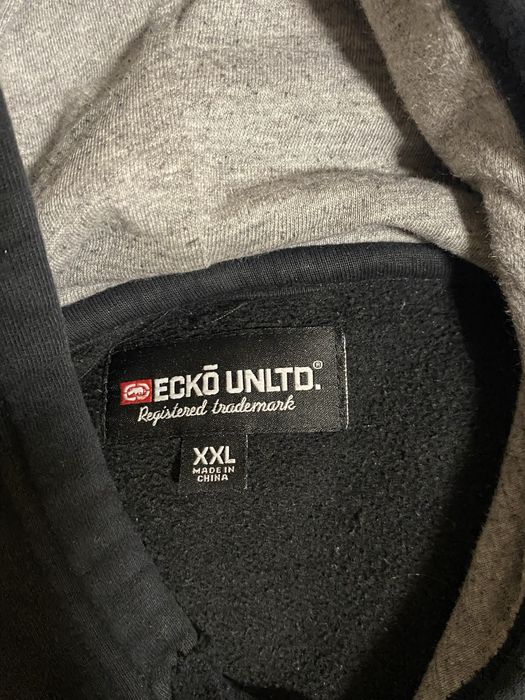 ECKŌ UNLTD.®
Registered trademark
XXL
MADE IN
CHINA